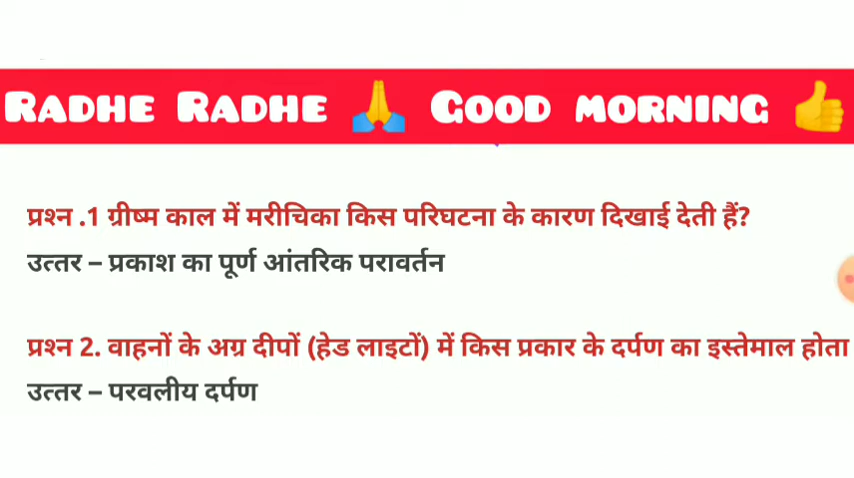 RADHE RADHE 🙏 GOOD MORNING 👍
प्रश्न .1 ग्रीष्म काल में मरीचिका किस परिघटना के कारण दिखाई देती हैं?
उत्तर – प्रकाश का पूर्ण आंतरिक परावर्तन
प्रश्न 2. वाहनों के अग्र दीपों (हेड लाइटों) में किस प्रकार के दर्पण का इस्तेमाल होता
उत्तर – परवलीय दर्पण